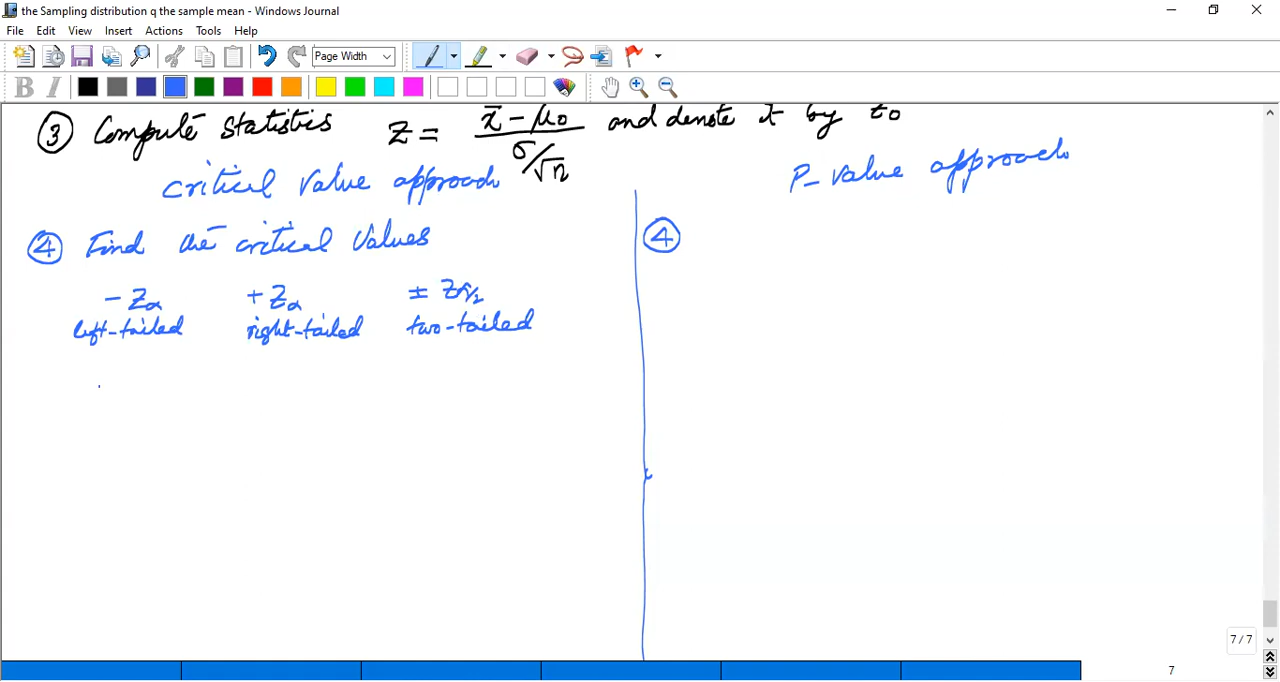 the Sampling distribution q the sample mean - Windows Journal
File Edit View Insert Actions Tools Help
Page Width
B I
③ Compute statistics z = x̄ - μ0 / σ/√n and denote it by to
critical value approach
P- value approach
④ Find the critical values
④
- Zα + Zα ± Zα/2
left-tailed right-tailed two-tailed
7 / 7
7